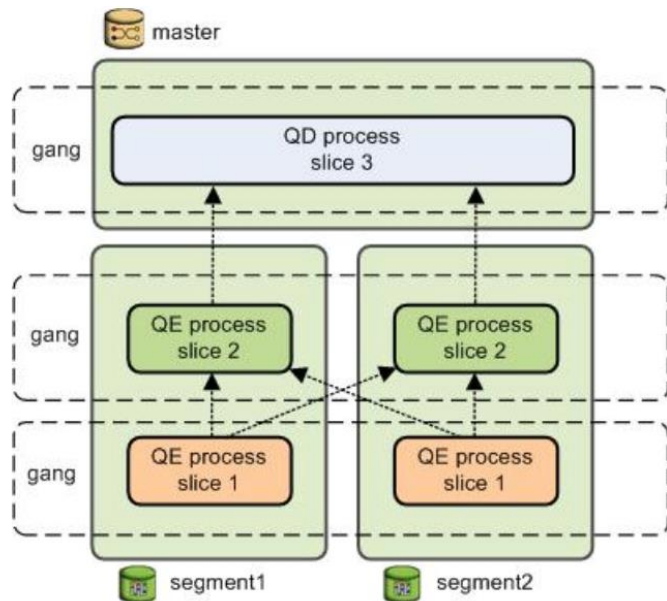 master
gang
QD process
slice 3
gang
QE process
slice 2
QE process
slice 2
gang
QE process
slice 1
QE process
slice 1
segment1
segment2